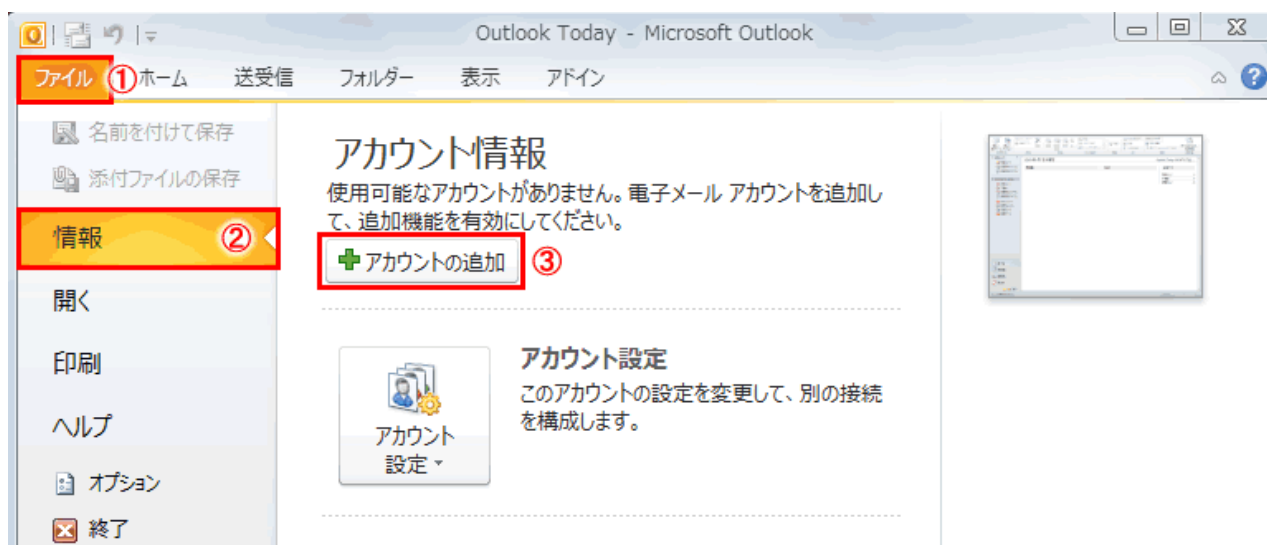 Outlook Today - Microsoft Outlook
ファイル ① ホーム 送受信 フォルダー 表示 アドイン
名前を付けて保存
添付ファイルの保存
情報 ②
開く
印刷
ヘルプ
オプション
終了
アカウント情報
使用可能なアカウントがありません。電子メール アカウントを追加し
て、追加機能を有効にしてください。
アカウントの追加 ③
アカウント
設定
アカウント設定
このアカウントの設定を変更して、別の接続
を構成します。